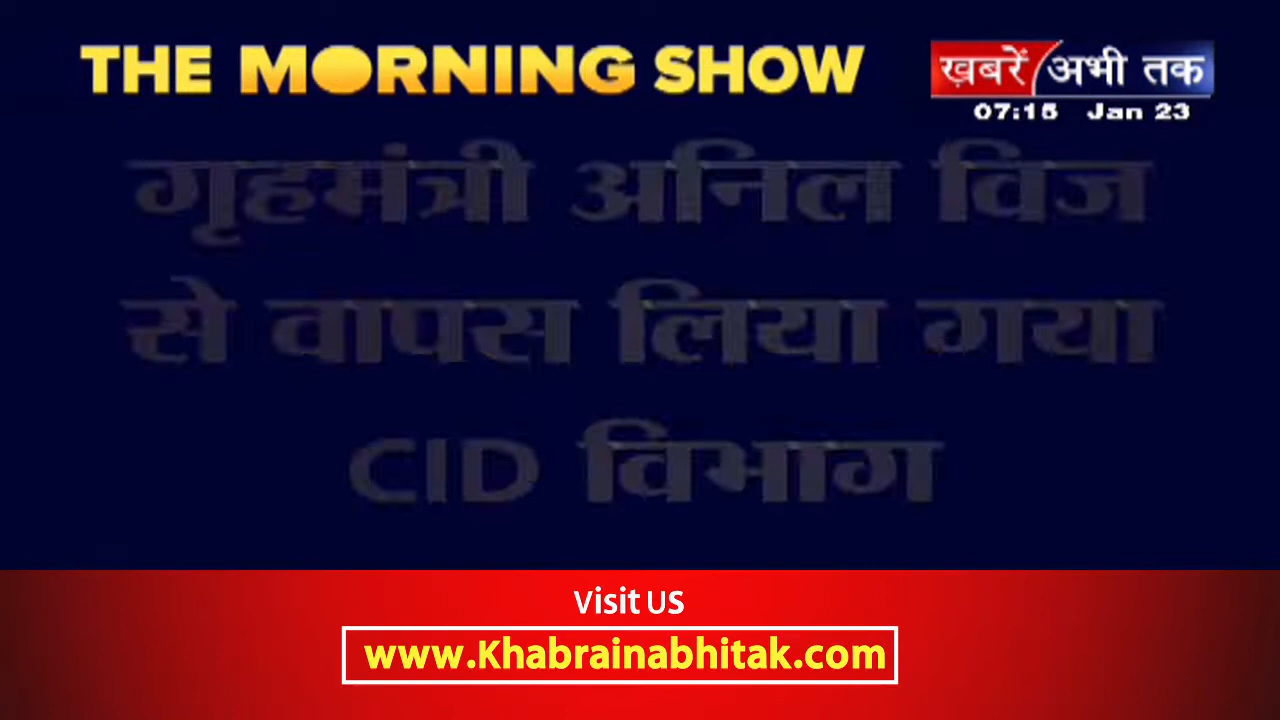 THE MORNING SHOW
ख़बरें अभी तक
07:15 Jan 23
गृहमंत्री अनिल विज
से वापस लिया गया
CID विभाग
Visit US
www.Khabrainabhitak.com